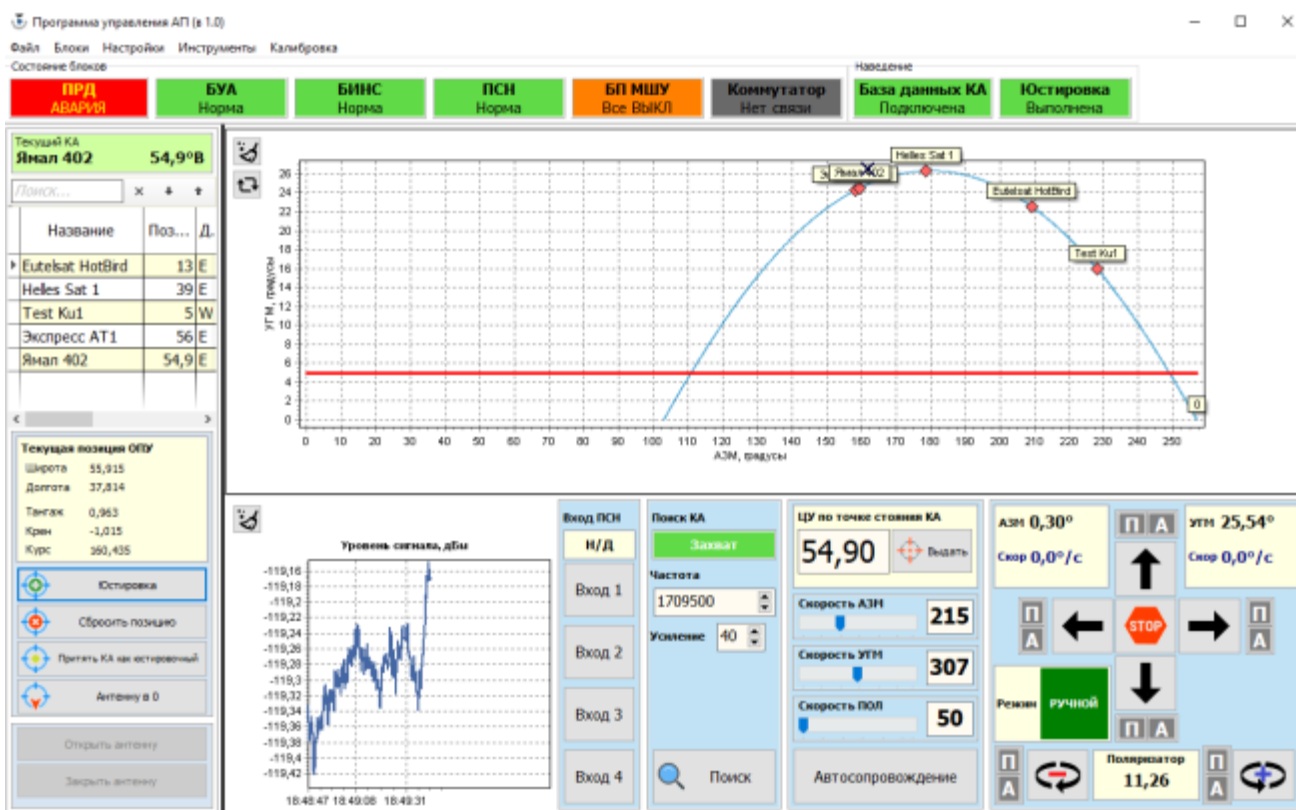 Программа управления АП (в 1.0)
Файл Блоки Настройки Инструменты Калибровка
Состояние блоков
Наведение
ПРД
АВАРИЯ
БУА
Норма
БИНС
Норма
ПСН
Норма
БП МШУ
Все ВЫКЛ
Коммутатор
Нет связи
База данных КА
Подключена
Юстировка
Выполнена
Текущий КА
Ямал 402 54,9°В
Поиск...
Название Поз... Д.
Eutelsat HotBird 13 E
Helles Sat 1 39 E
Test Ku1 5 W
Экспресс АТ1 56 E
Ямал 402 54,9 E
Текущая позиция ОПУ
Широта 55,915
Долгота 37,814
Тангаж 0,963
Крен -1,015
Курс 160,435
Юстировка
Сбросить позицию
Притять КА как юстировочный
Антенну в 0
Открыть антенну
Закрыть антенну
УГМ, градусы
26
24
22
20
18
16
14
12
10
8
6
4
2
0
Helles Sat 1
Ямал 402
Eutelsat HotBird
Test Ku1
0
0 10 20 30 40 50 60 70 80 90 100 110 120 130 140 150 160 170 180 190 200 210 220 230 240 250
АЗМ, градусы
Уровень сигнала, дБм
-119,16
-119,18
-119,2
-119,22
-119,24
-119,26
-119,28
-119,3
-119,32
-119,34
-119,36
-119,38
-119,4
-119,42
18:48:47 18:49:08 18:49:31
Вход ПСН
Н/Д
Вход 1
Вход 2
Вход 3
Вход 4
Поиск КА
Захват
Частота
1709500
Усиление 40
Поиск
ЦУ по точке стояния КА
54,90 Выдать
Скорость АЗМ
215
Скорость УГМ
307
Скорость ПОЛ
50
Автосопровождение
АЗМ 0,30°
Скор 0,0°/с
П А
УГМ 25,54°
Скор 0,0°/с
П
А
STOP
П
А
Режим РУЧНОЙ
П А
П
А
Поляризатор
11,26
П
А